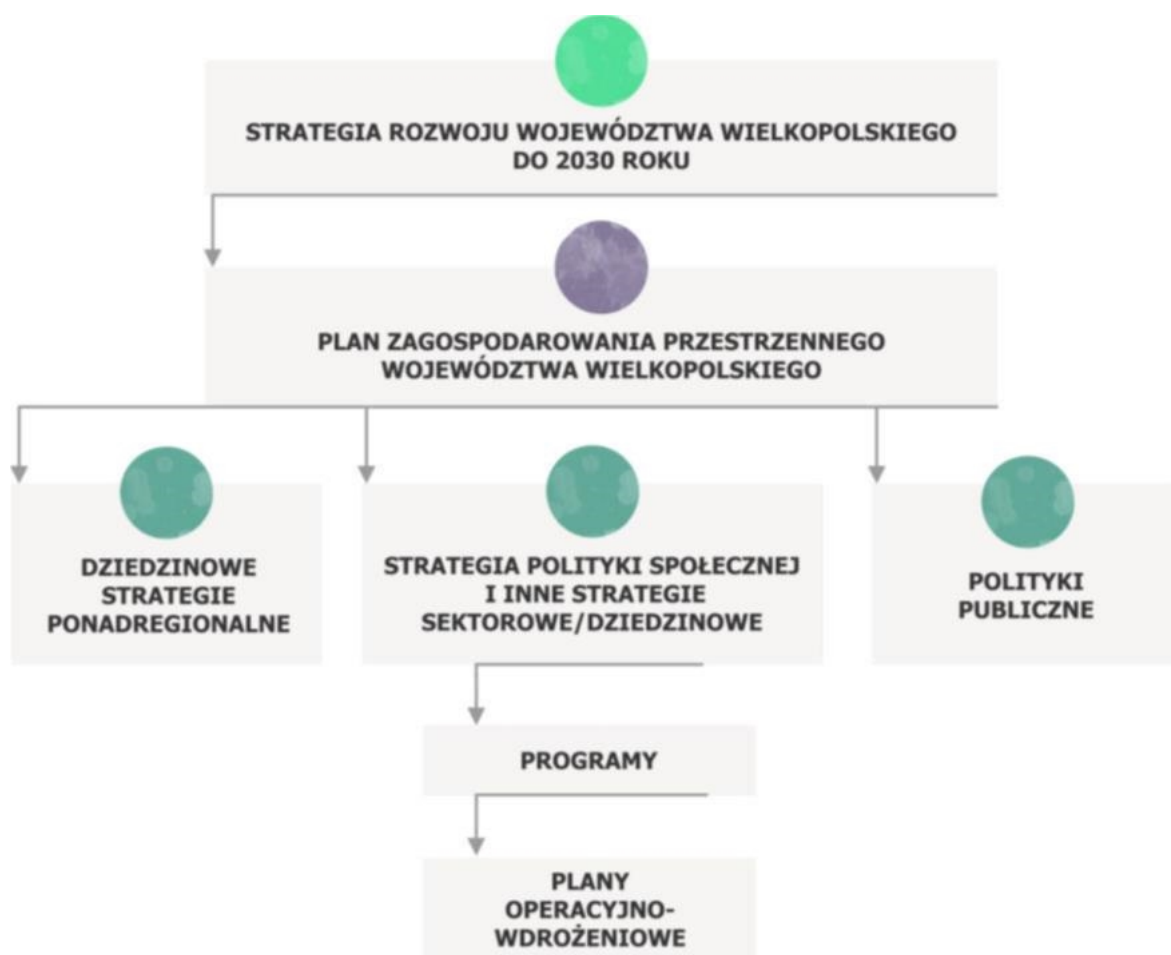 STRATEGIA ROZWOJU WOJEWÓDZTWA WIELKOPOLSKIEGO
DO 2030 ROKU
PLAN ZAGOSPODAROWANIA PRZESTRZENNEGO
WOJEWÓDZTWA WIELKOPOLSKIEGO
DZIEDZINOWE
STRATEGIE
PONADREGIONALNE
STRATEGIA POLITYKI SPOŁECZNEJ
I INNE STRATEGIE
SEKTOROWE/DZIEDZINOWE
POLITYKI
PUBLICZNE
PROGRAMY
PLANY
OPERACYJNO-
WDROŻENIOWE